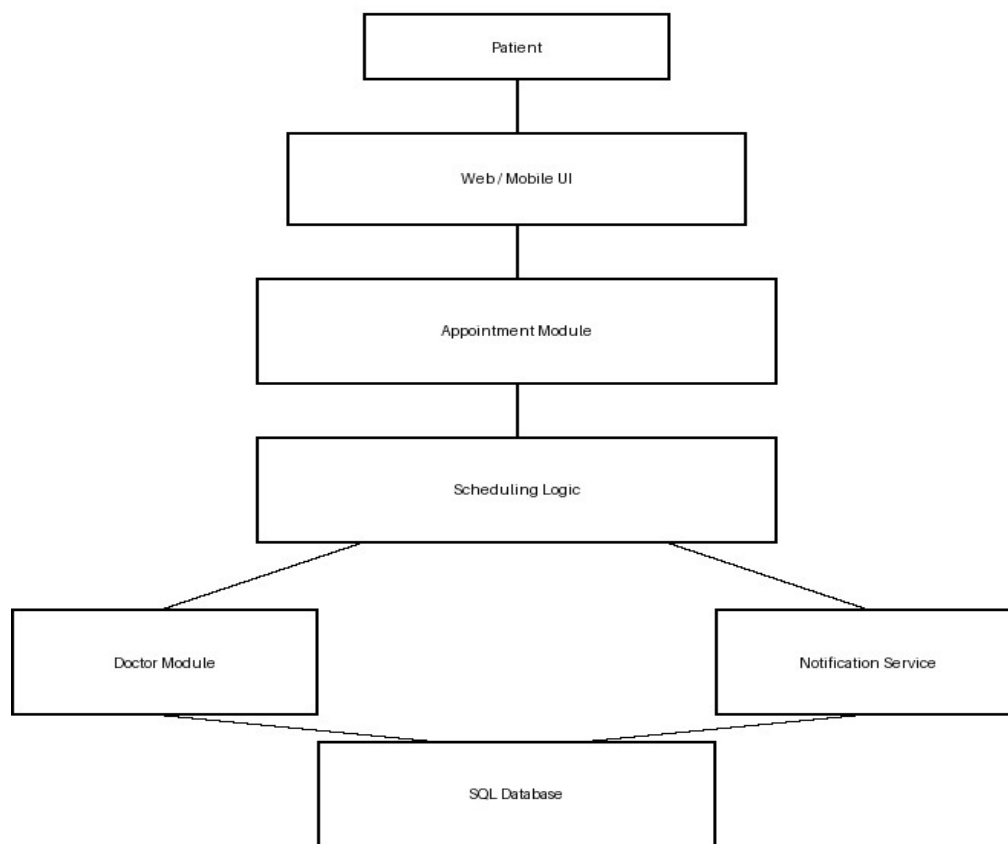 Patient
Web / Mobile UI
Appointment Module
Scheduling Logic
Doctor Module
Notification Service
SQL Database